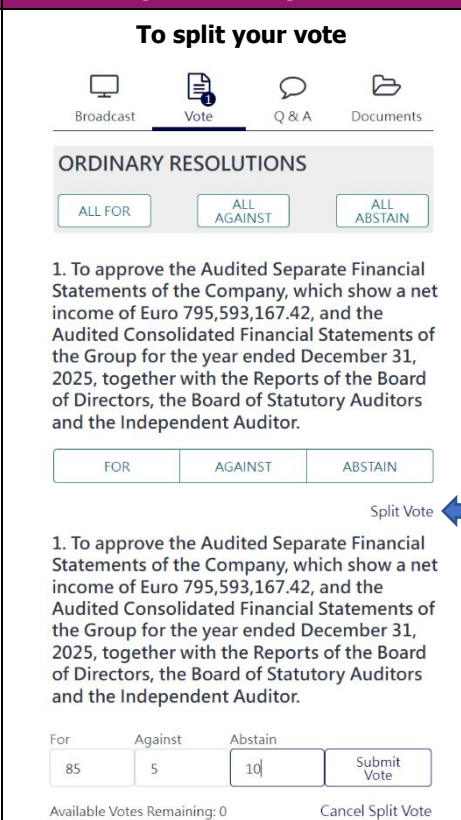 To split your vote
1
Broadcast Vote Q & A Documents
ORDINARY RESOLUTIONS
ALL FOR ALL AGAINST ALL ABSTAIN
1. To approve the Audited Separate Financial
Statements of the Company, which show a net
income of Euro 795,593,167.42, and the
Audited Consolidated Financial Statements of
the Group for the year ended December 31,
2025, together with the Reports of the Board
of Directors, the Board of Statutory Auditors
and the Independent Auditor.
FOR AGAINST ABSTAIN
Split Vote
1. To approve the Audited Separate Financial
Statements of the Company, which show a net
income of Euro 795,593,167.42, and the
Audited Consolidated Financial Statements of
the Group for the year ended December 31,
2025, together with the Reports of the Board
of Directors, the Board of Statutory Auditors
and the Independent Auditor.
For Against Abstain
85 5 10 Submit Vote
Available Votes Remaining: 0 Cancel Split Vote